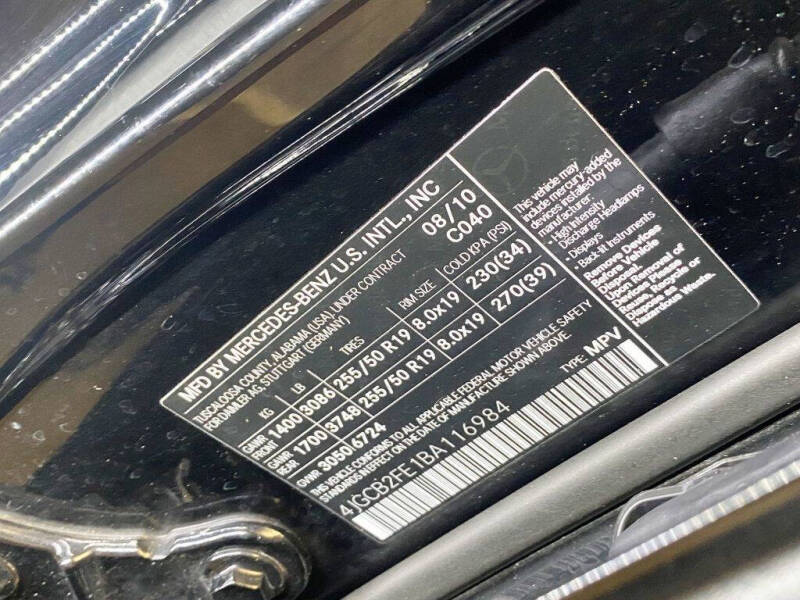 MFD BY MERCEDES-BENZ U.S. INTL., INC
TUSCALOOSA COUNTY, ALABAMA (USA), UNDER CONTRACT
FOR DAIMLER AG, STUTTGART (GERMANY)
08/10
C040
KG LB TIRES RIM SIZE COLD KPA (PSI)
GAWR FRONT 1400 3086 255/50 R19 8.0x19 230(34)
GAWR REAR 1700 3748 255/50 R19 8.0x19 270(39)
GVWR 3050 6724
THIS VEHICLE CONFORMS TO ALL APPLICABLE FEDERAL MOTOR VEHICLE SAFETY
STANDARDS IN EFFECT ON THE DATE OF MANUFACTURE SHOWN ABOVE.
4JGCB2FE1BA116984
TYPE: MPV
This vehicle may
include mercury-added
devices installed by the
manufacturer:
- High Intensity
Discharge Headlamps
- Displays
- Back-lit Instruments
Remove Devices
Before Vehicle
Disposal.
Upon Removal of
Devices Please
Reuse, Recycle or
Dispose as
Hazardous Waste.